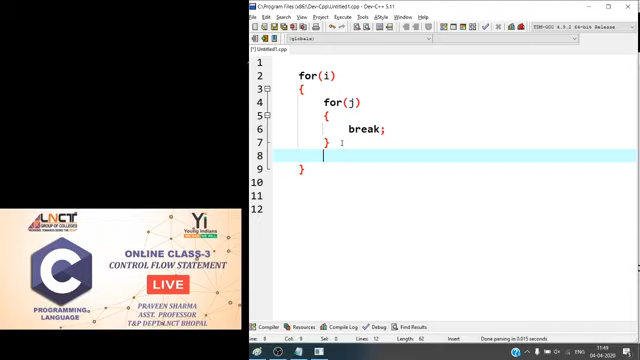 C:\Program Files (x86)\Dev-Cpp\Untitled1.cpp - Dev-C++ 5.11
File Edit Search View Project Execute Tools AStyle Window Help
TDM-GCC 4.9.2 64-bit Release
(globals)
[*] Untitled1.cpp
1
2 for(i)
3 {
4 for(j)
5 {
6 break;
7 }
8
9 }
10
11
12
LNCT
GROUP OF COLLEGES
Yi
Young Indians
C
PROGRAMMING
LANGUAGE
ONLINE CLASS-3
CONTROL FLOW STATEMENT
LIVE
PRAVEEN SHARMA
ASST. PROFESSOR
T&P DEPTT.LNCT BHOPAL
Compiler Resources Compile Log Debug Find Results
Line: 8 Col: 9 Sel: 0 Lines: 12 Length: 62 Insert Done parsing in 0.015 seconds
11:49
04-04-2020